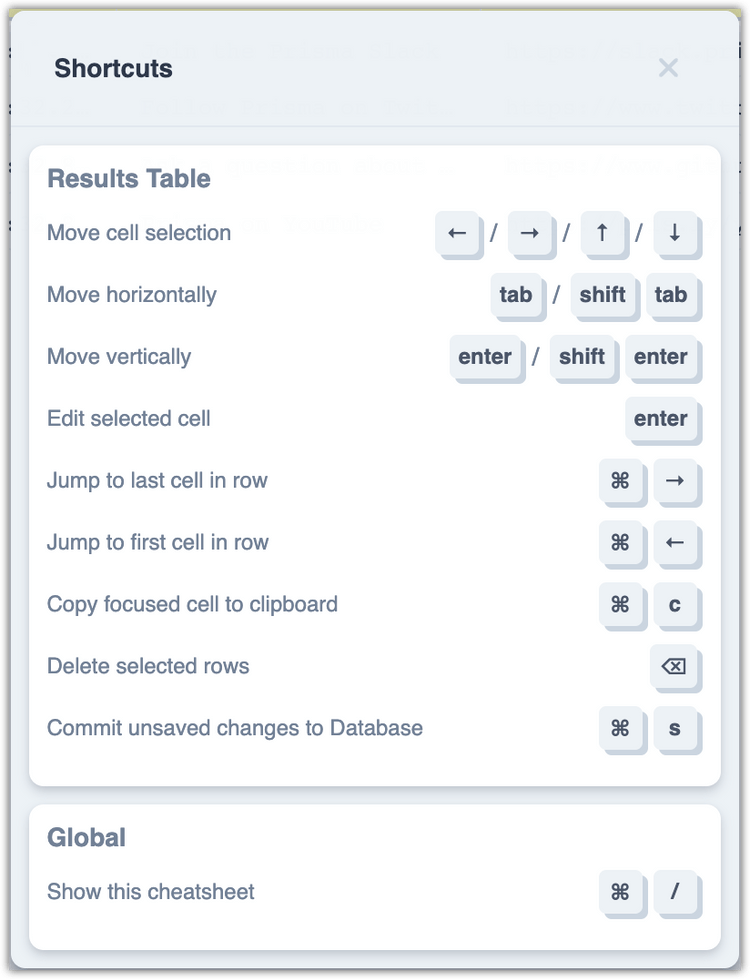 Shortcuts ×
Results Table
Move cell selection ← / → / ↑ / ↓
Move horizontally tab / shift tab
Move vertically enter / shift enter
Edit selected cell enter
Jump to last cell in row ⌘ →
Jump to first cell in row ⌘ ←
Copy focused cell to clipboard ⌘ c
Delete selected rows ⌫
Commit unsaved changes to Database ⌘ s
Global
Show this cheatsheet ⌘ /